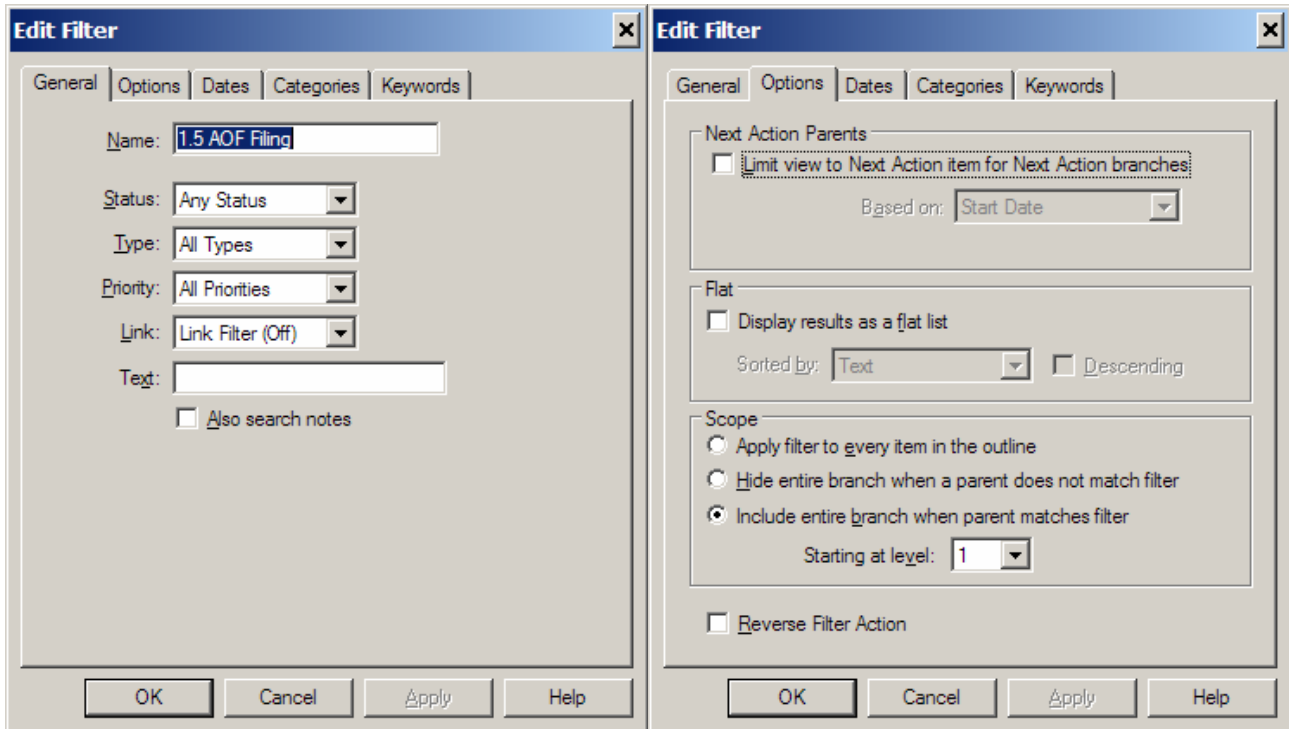 Edit Filter
General Options Dates Categories Keywords
Name: 1.5 AOF Filing
Status: Any Status
Type: All Types
Priority: All Priorities
Link: Link Filter (Off)
Text:
Also search notes
OK Cancel Apply Help
Edit Filter
General Options Dates Categories Keywords
Next Action Parents
Limit view to Next Action item for Next Action branches
Based on: Start Date
Flat
Display results as a flat list
Sorted by: Text Descending
Scope
Apply filter to every item in the outline
Hide entire branch when a parent does not match filter
Include entire branch when parent matches filter
Starting at level: 1
Reverse Filter Action
OK Cancel Apply Help